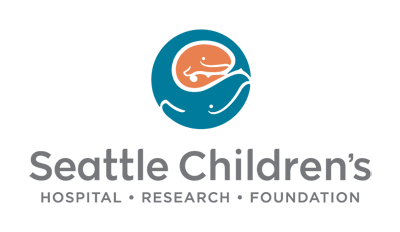 Seattle Children's
HOSPITAL • RESEARCH • FOUNDATION